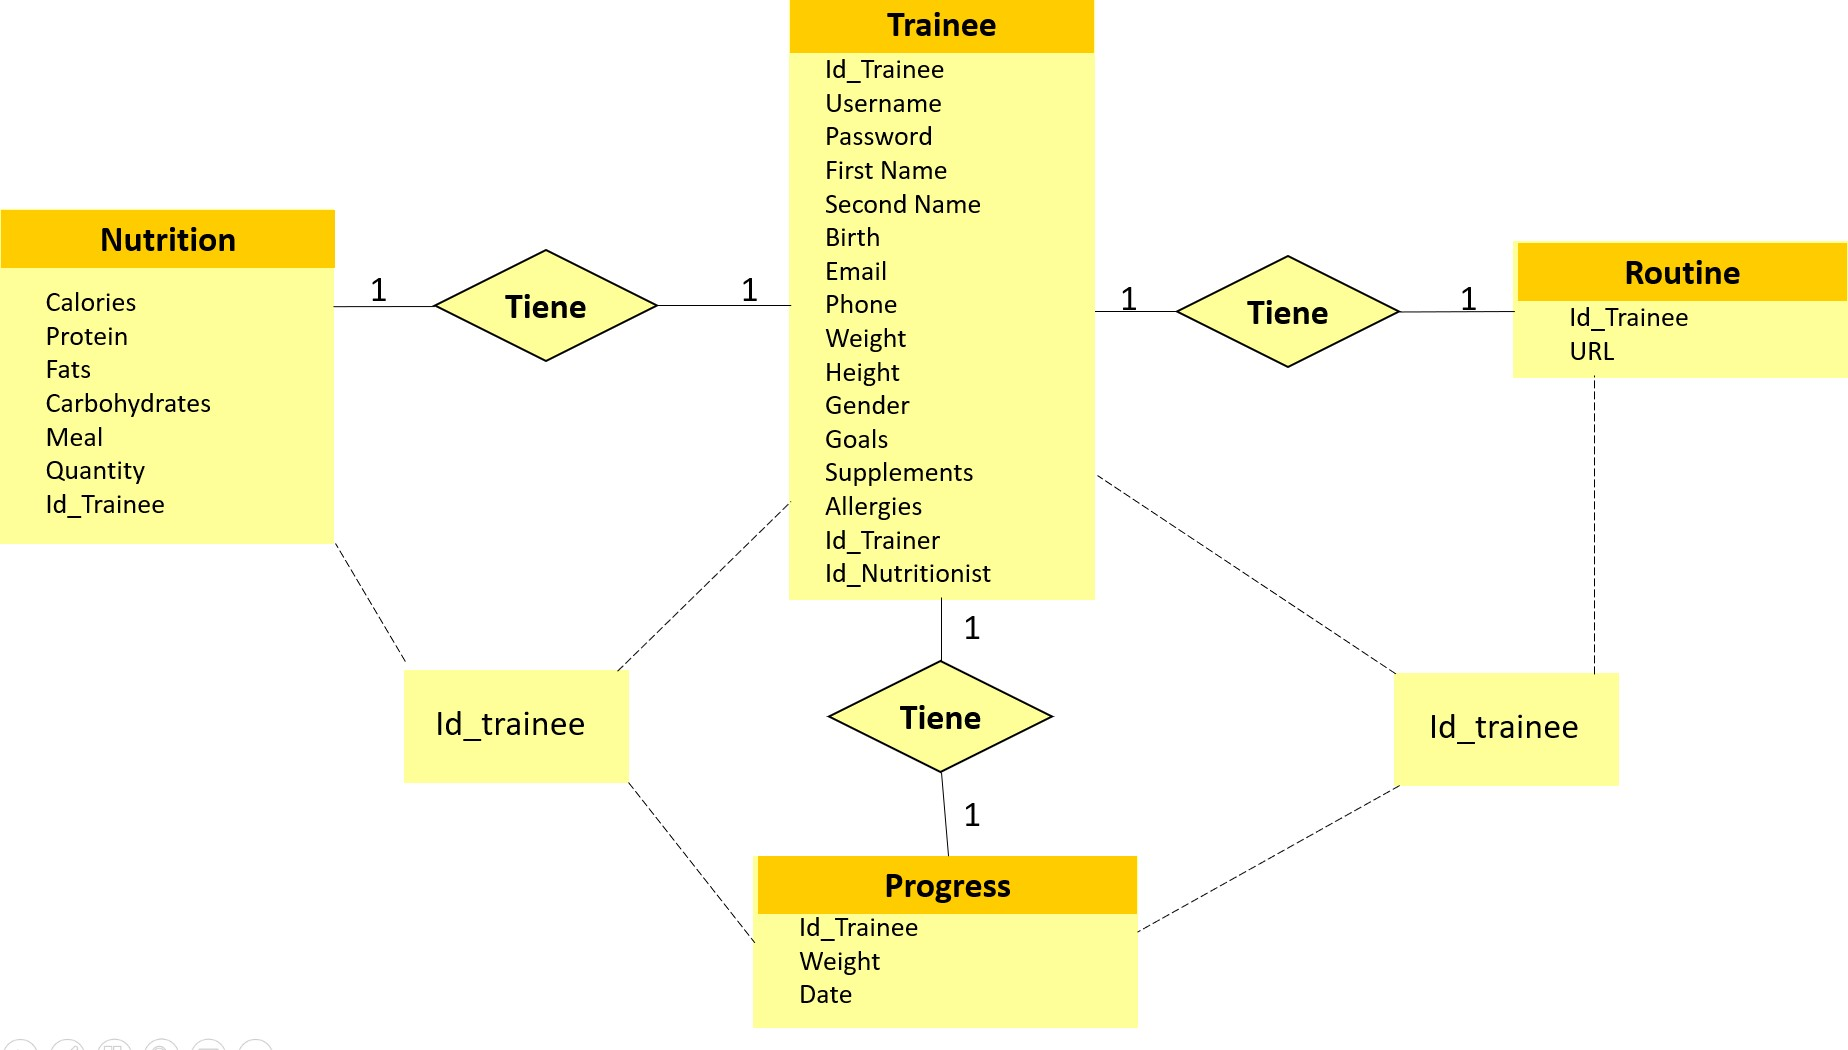 Trainee
Id_Trainee
Username
Password
First Name
Second Name
Birth
Email
Phone
Weight
Height
Gender
Goals
Supplements
Allergies
Id_Trainer
Id_Nutritionist
Nutrition
Calories
Protein
Fats
Carbohydrates
Meal
Quantity
Id_Trainee
1
Tiene
1
1
Tiene
1
Routine
Id_Trainee
URL
1
Tiene
1
Id_trainee
Id_trainee
Progress
Id_Trainee
Weight
Date